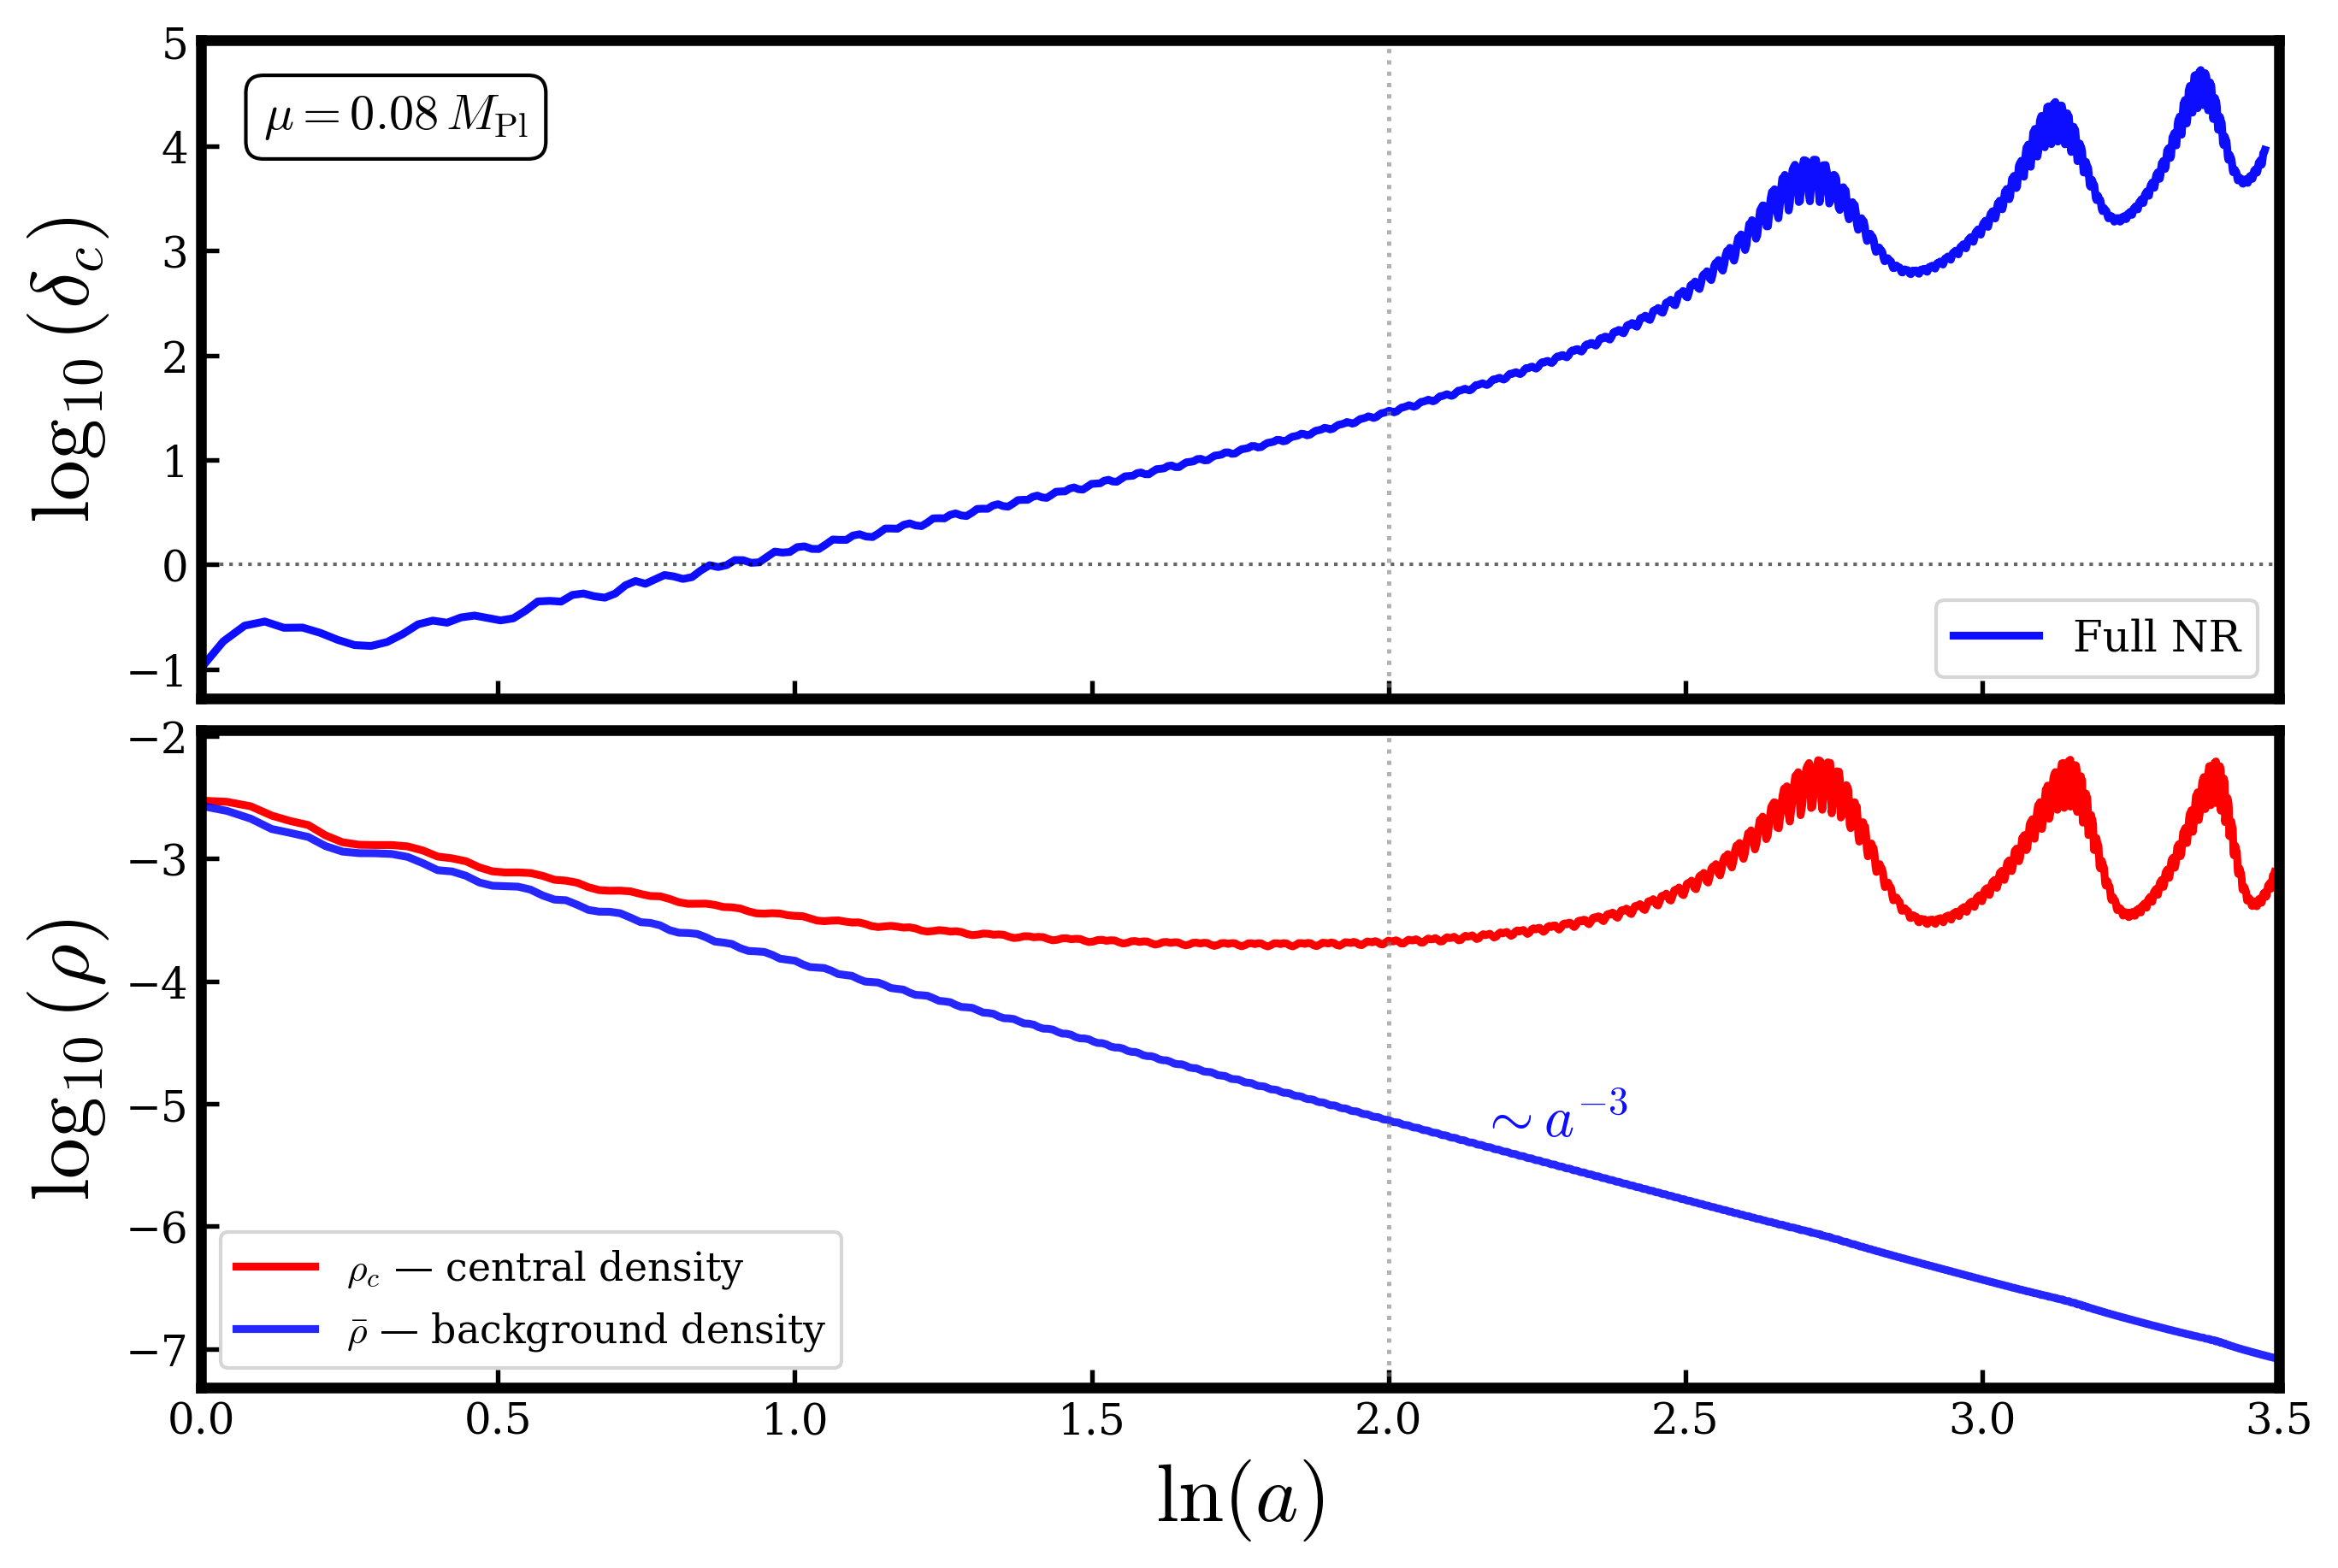 5
4
3
2
1
0
−1
log₁₀ (δ_c)
μ = 0.08 M_Pl
Full NR
−2
−3
−4
−5
−6
−7
log₁₀ (ρ)
∼ a⁻³
ρ_c — central density
ρ̄ — background density
0.0 0.5 1.0 1.5 2.0 2.5 3.0 3.5
ln(a)